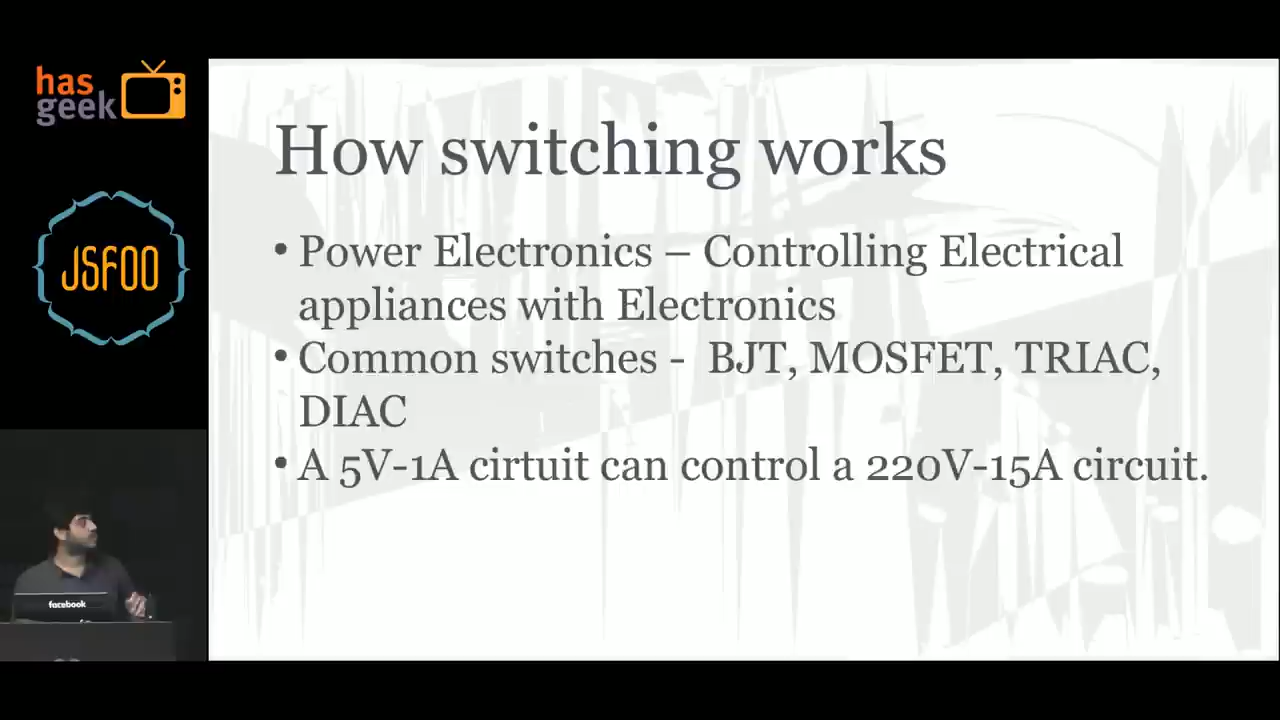 has
geek
JSFOO
How switching works
• Power Electronics – Controlling Electrical
appliances with Electronics
• Common switches -  BJT, MOSFET, TRIAC,
DIAC
• A 5V-1A cirtuit can control a 220V-15A circuit.
facebook